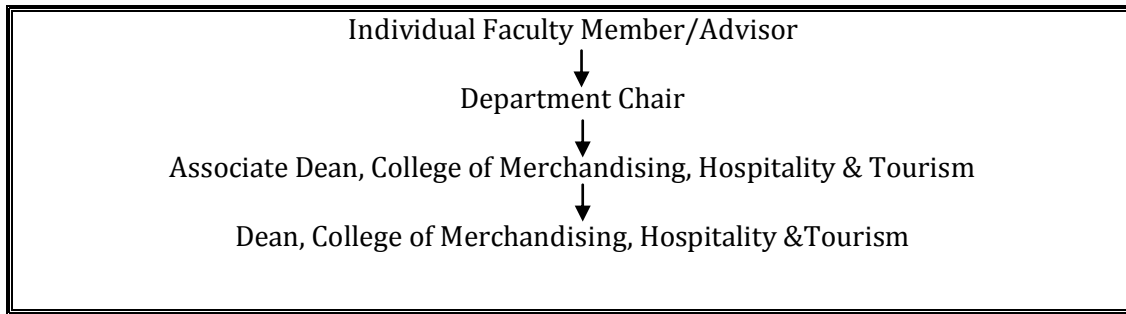 Individual Faculty Member/Advisor
Department Chair
Associate Dean, College of Merchandising, Hospitality & Tourism
Dean, College of Merchandising, Hospitality &Tourism